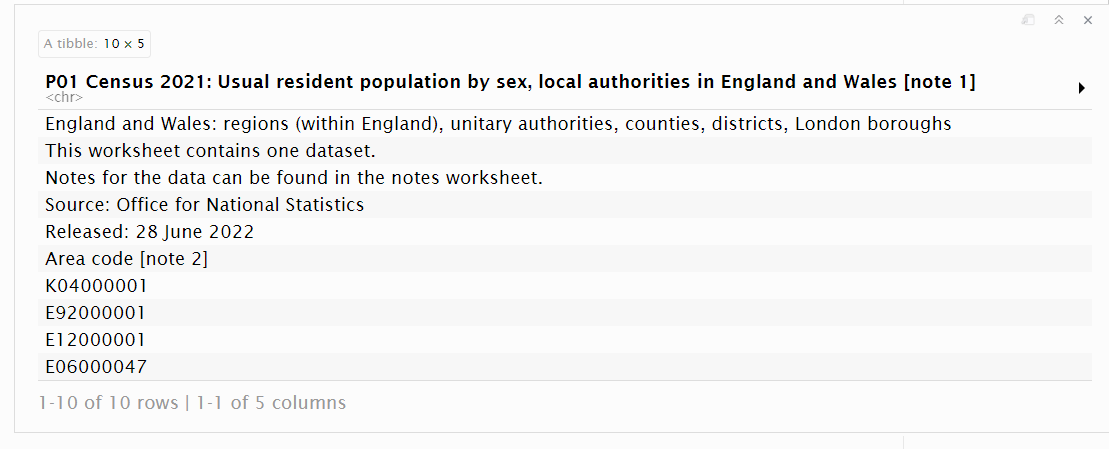 A tibble: 10 × 5
P01 Census 2021: Usual resident population by sex, local authorities in England and Wales [note 1]
<chr>
England and Wales: regions (within England), unitary authorities, counties, districts, London boroughs
This worksheet contains one dataset.
Notes for the data can be found in the notes worksheet.
Source: Office for National Statistics
Released: 28 June 2022
Area code [note 2]
K04000001
E92000001
E12000001
E06000047
1-10 of 10 rows | 1-1 of 5 columns